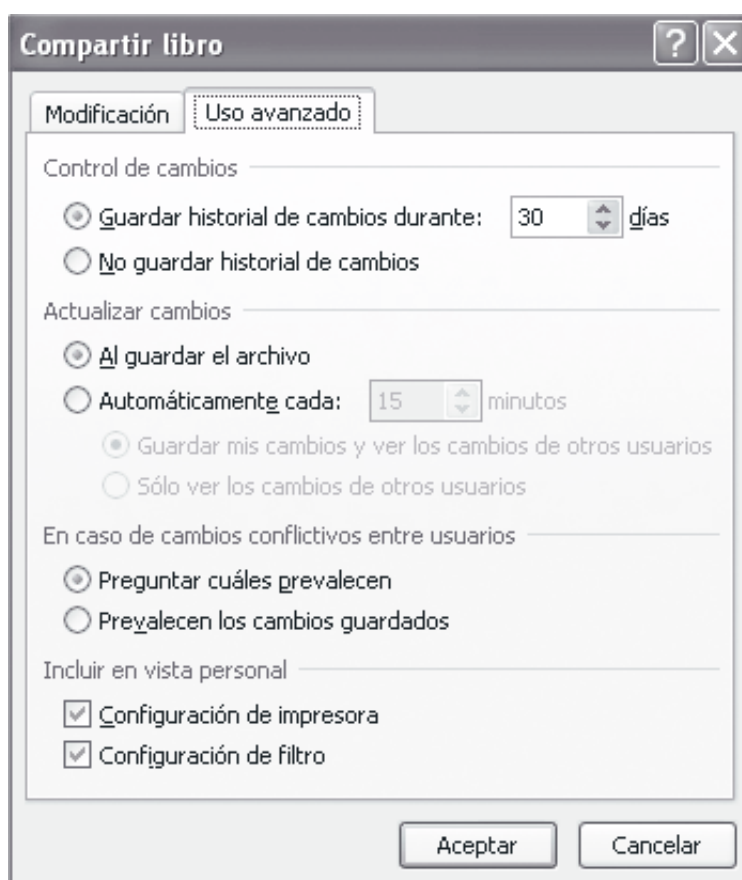 Compartir libro
Modificación Uso avanzado
Control de cambios
Guardar historial de cambios durante: 30 días
No guardar historial de cambios
Actualizar cambios
Al guardar el archivo
Automáticamente cada: 15 minutos
Guardar mis cambios y ver los cambios de otros usuarios
Sólo ver los cambios de otros usuarios
En caso de cambios conflictivos entre usuarios
Preguntar cuáles prevalecen
Prevalecen los cambios guardados
Incluir en vista personal
Configuración de impresora
Configuración de filtro
Aceptar Cancelar